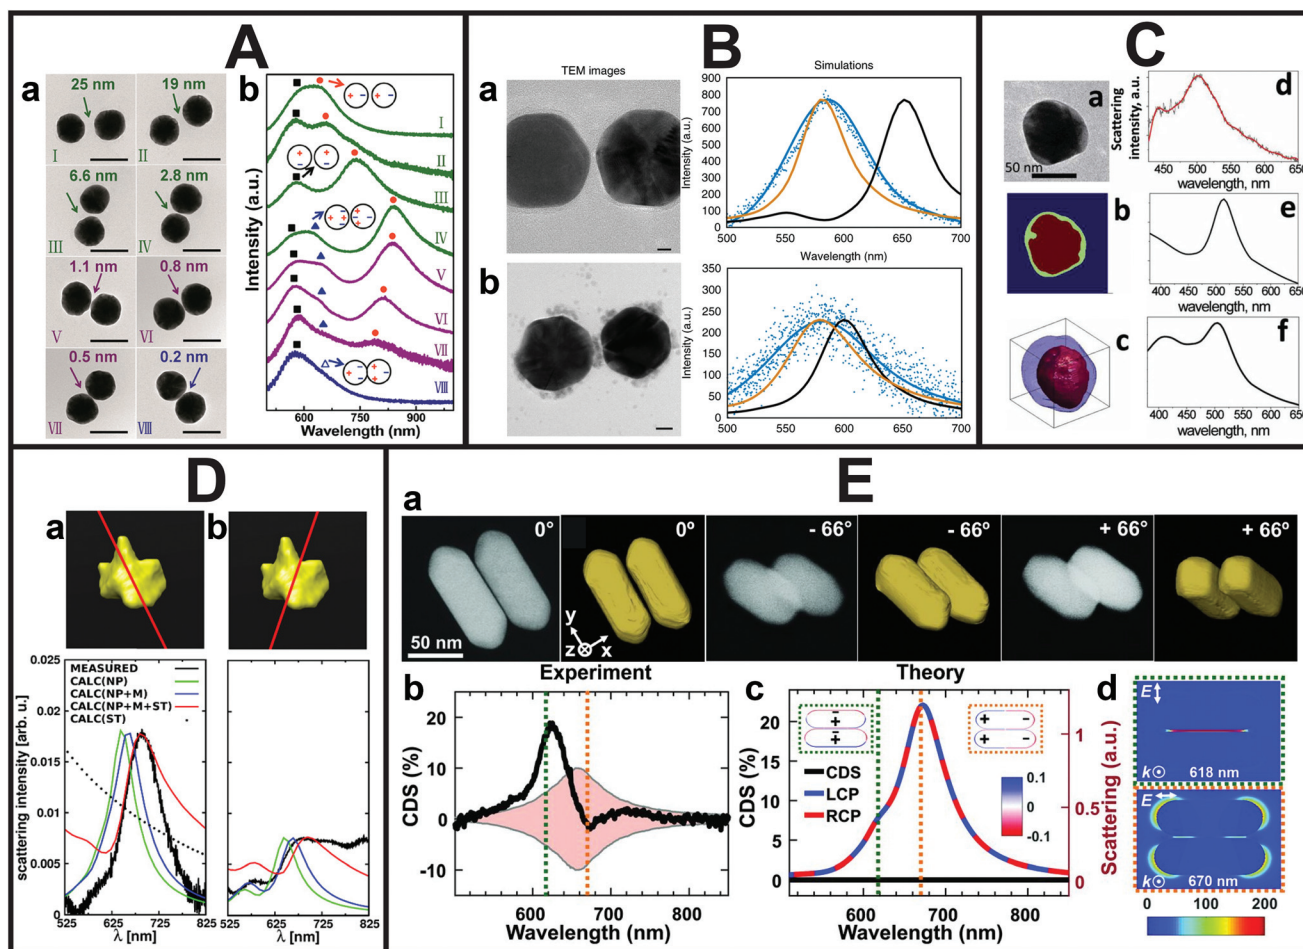 A
a
25 nm
19 nm
I
II
6.6 nm
2.8 nm
III
IV
1.1 nm
0.8 nm
V
VI
0.5 nm
0.2 nm
VII
VIII
b
Intensity (a.u.)
I
II
III
IV
V
VI
VII
VIII
600 750 900
Wavelength (nm)
B
TEM images
Simulations
a
Intensity (a.u.)
900
800
700
600
500
400
300
200
100
0
500 550 600 650 700
Wavelength (nm)
b
Intensity (a.u.)
350
300
250
200
150
100
50
0
500 550 600 650 700
C
a
50 nm
Scattering
intensity, a.u.
d
450 500 550 600 650
wavelength, nm
b
e
400 450 500 550 600 650
wavelength, nm
c
f
400 450 500 550 600 650
wavelength, nm
D
a
b
scattering intensity [arb. u.]
0.025
0.02
0.015
0.01
0.005
0
MEASURED
CALC(NP)
CALC(NP+M)
CALC(NP+M+ST)
CALC(ST)
525 625 725 825
λ [nm]
525 625 725 825
λ [nm]
E
a
0°
0°
- 66°
- 66°
+ 66°
+ 66°
50 nm
y
z
x
b
Experiment
CDS (%)
20
10
0
-10
600 700 800
Wavelength (nm)
c
Theory
CDS (%)
20
15
10
5
0
CDS
LCP
RCP
0.1
0
-0.1
1
0.5
0
Scattering (a.u.)
600 700 800
Wavelength (nm)
d
E
k
618 nm
E
k
670 nm
0 100 200